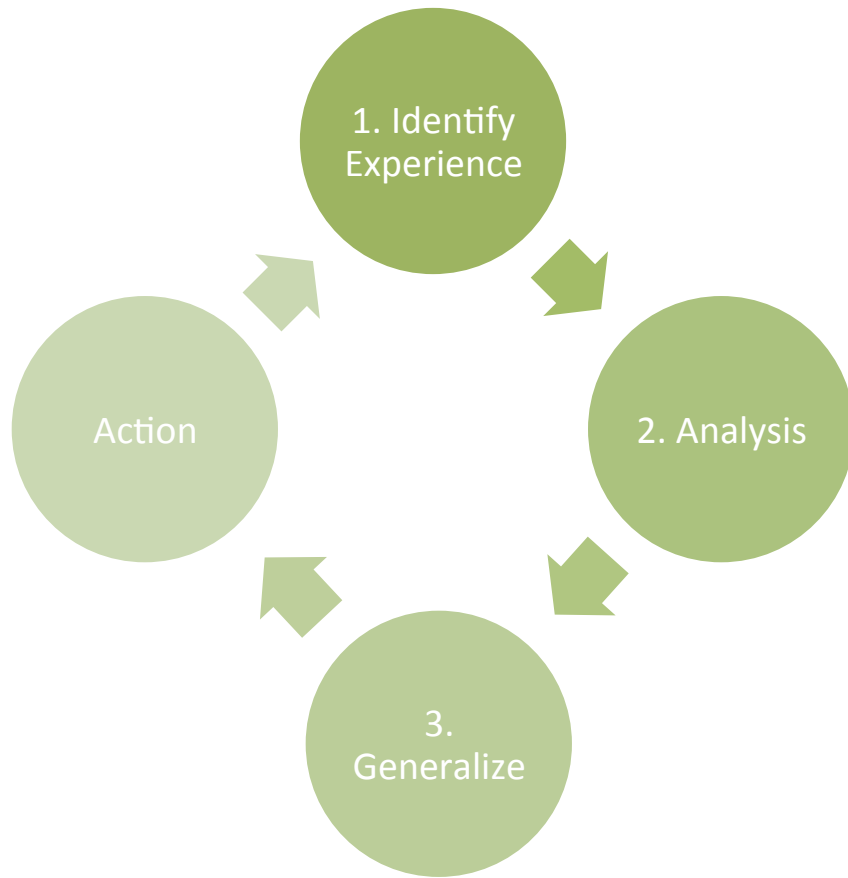 1. Identify
Experience
2. Analysis
3.
Generalize
Action